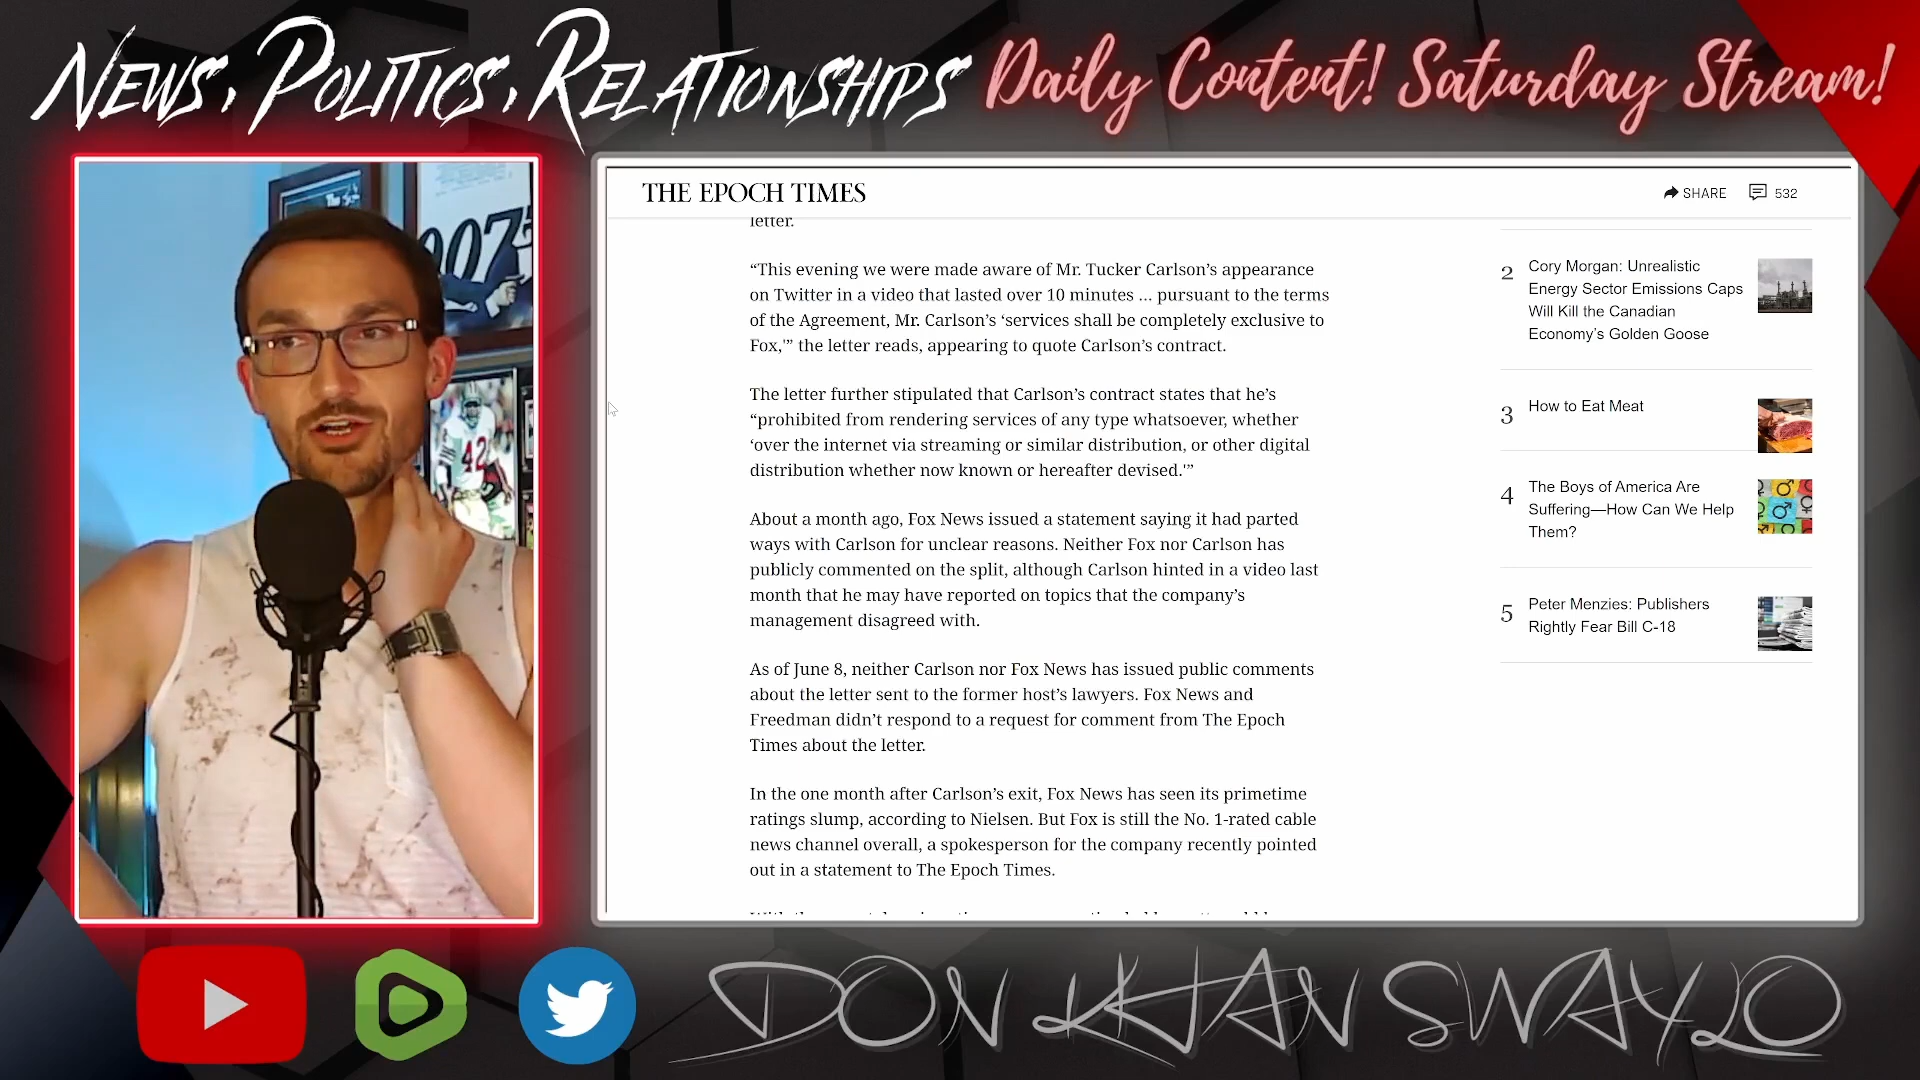 NEWS, POLITICS, RELATIONSHIPS
Daily Content! Saturday Stream!
007
42
THE EPOCH TIMES
SHARE
532
letter.
“This evening we were made aware of Mr. Tucker Carlson’s appearance
on Twitter in a video that lasted over 10 minutes ... pursuant to the terms
of the Agreement, Mr. Carlson’s ‘services shall be completely exclusive to
Fox,'” the letter reads, appearing to quote Carlson’s contract.
The letter further stipulated that Carlson’s contract states that he’s
“prohibited from rendering services of any type whatsoever, whether
‘over the internet via streaming or similar distribution, or other digital
distribution whether now known or hereafter devised.'”
About a month ago, Fox News issued a statement saying it had parted
ways with Carlson for unclear reasons. Neither Fox nor Carlson has
publicly commented on the split, although Carlson hinted in a video last
month that he may have reported on topics that the company’s
management disagreed with.
As of June 8, neither Carlson nor Fox News has issued public comments
about the letter sent to the former host’s lawyers. Fox News and
Freedman didn’t respond to a request for comment from The Epoch
Times about the letter.
In the one month after Carlson’s exit, Fox News has seen its primetime
ratings slump, according to Nielsen. But Fox is still the No. 1-rated cable
news channel overall, a spokesperson for the company recently pointed
out in a statement to The Epoch Times.
2
Cory Morgan: Unrealistic
Energy Sector Emissions Caps
Will Kill the Canadian
Economy’s Golden Goose
3
How to Eat Meat
4
The Boys of America Are
Suffering—How Can We Help
Them?
5
Peter Menzies: Publishers
Rightly Fear Bill C-18
DON KHAN SWAYLO